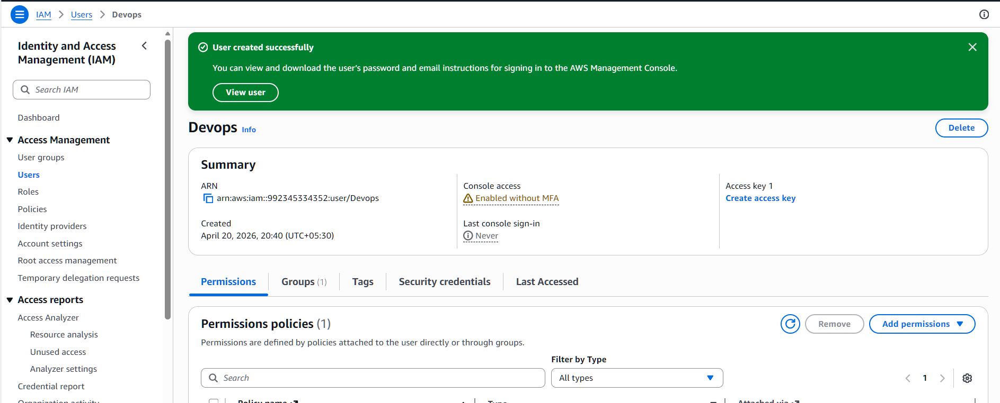 IAM > Users > Devops
Identity and Access
Management (IAM)
Search IAM
Dashboard
Access Management
User groups
Users
Roles
Policies
Identity providers
Account settings
Root access management
Temporary delegation requests
Access reports
Access Analyzer
Resource analysis
Unused access
Analyzer settings
Credential report
Organization activity
User created successfully
You can view and download the user's password and email instructions for signing in to the AWS Management Console.
View user
Devops Info
Delete
Summary
ARN
arn:aws:iam::992345334352:user/Devops
Created
April 20, 2026, 20:40 (UTC+05:30)
Console access
Enabled without MFA
Last console sign-in
Never
Access key 1
Create access key
Permissions
Groups (1)
Tags
Security credentials
Last Accessed
Permissions policies (1)
Permissions are defined by policies attached to the user directly or through groups.
Remove
Add permissions
Filter by Type
Search
All types
1
Policy name
Type
Attached via